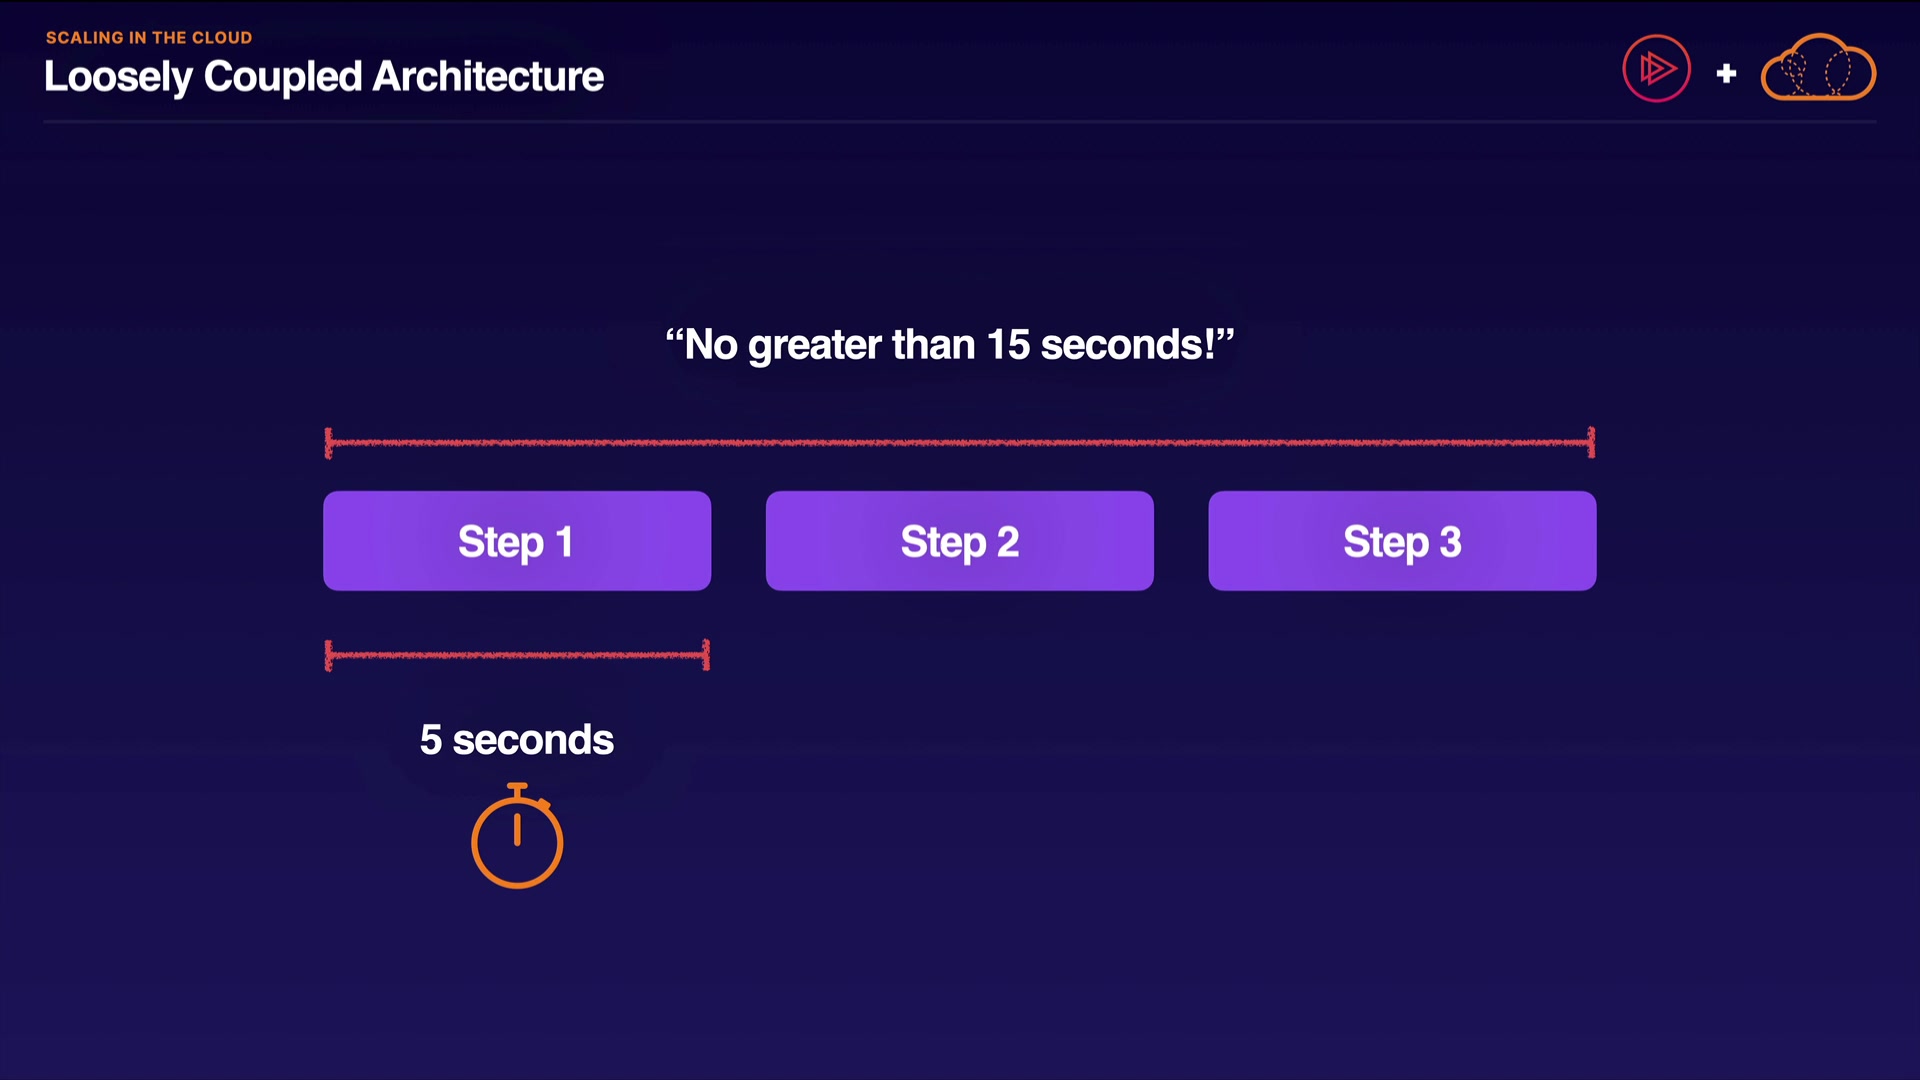 SCALING IN THE CLOUD
Loosely Coupled Architecture
+
“No greater than 15 seconds!”
Step 1
Step 2
Step 3
5 seconds